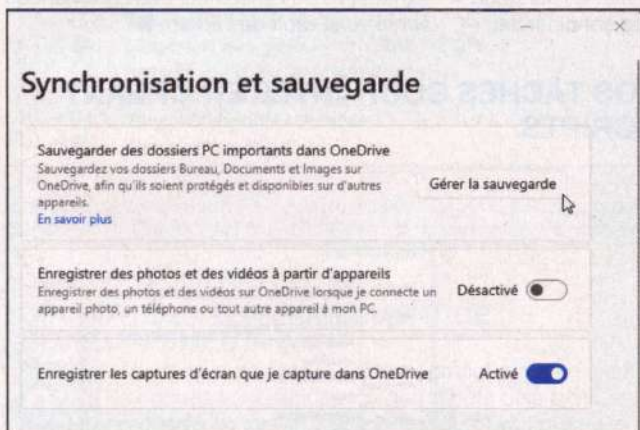 Synchronisation et sauvegarde
Sauvegarder des dossiers PC importants dans OneDrive
Sauvegardez vos dossiers Bureau, Documents et Images sur
OneDrive, afin qu'ils soient protégés et disponibles sur d'autres
appareils.
En savoir plus
Gérer la sauvegarde
Enregistrer des photos et des vidéos à partir d'appareils
Enregistrer des photos et des vidéos sur OneDrive lorsque je connecte un
appareil photo, un téléphone ou tout autre appareil à mon PC.
Désactivé
Enregistrer les captures d'écran que je capture dans OneDrive
Activé